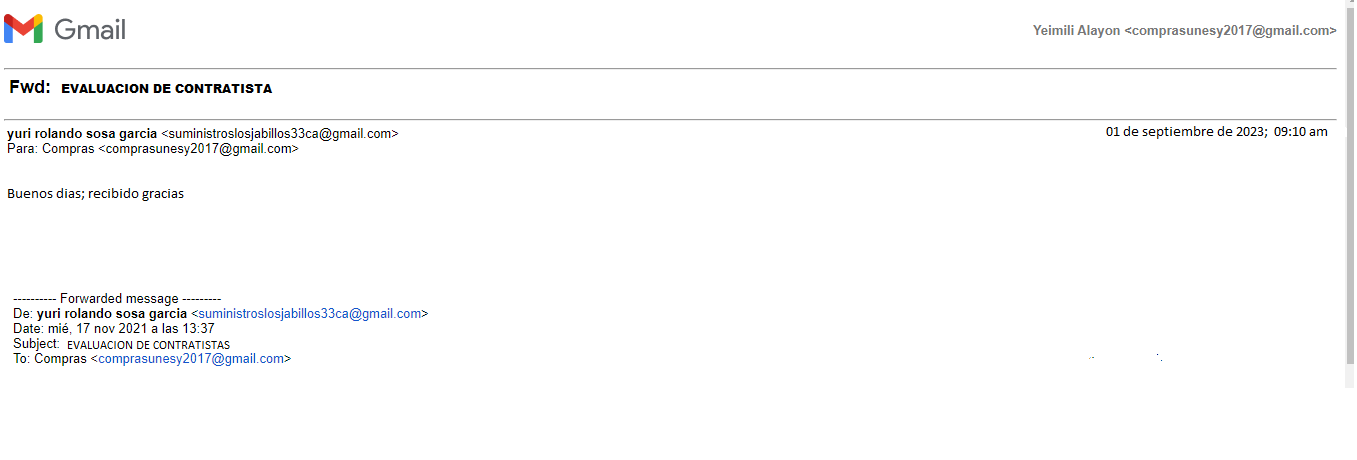 Gmail
Yeimili Alayon <comprasunesy2017@gmail.com>
Fwd: EVALUACION DE CONTRATISTA
yuri rolando sosa garcia <suministroslosjabillos33ca@gmail.com>
01 de septiembre de 2023; 09:10 am
Para: Compras <comprasunesy2017@gmail.com>
Buenos dias; recibido gracias
---------- Forwarded message ---------
De: yuri rolando sosa garcia <suministroslosjabillos33ca@gmail.com>
Date: mié, 17 nov 2021 a las 13:37
Subject: EVALUACION DE CONTRATISTAS
To: Compras <comprasunesy2017@gmail.com>